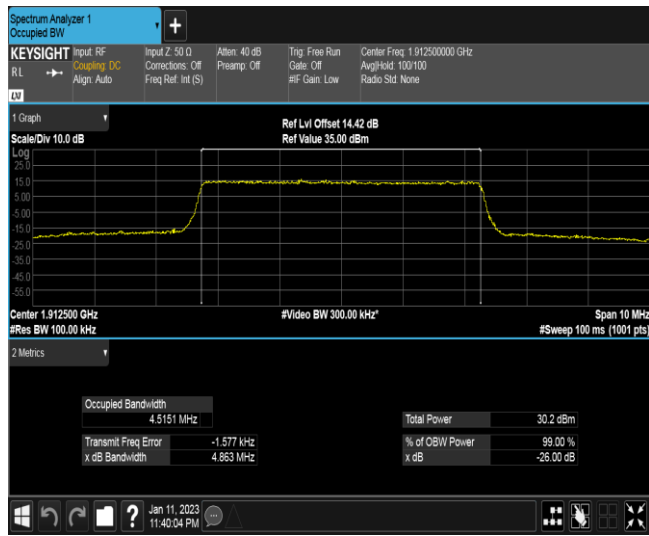 Spectrum Analyzer 1
Occupied BW
+
KEYSIGHT
RL
LXI
Input: RF
Coupling: DC
Align: Auto
Input Z: 50 Ω
Corrections: Off
Freq Ref: Int (S)
Atten: 40 dB
Preamp: Off
Trig: Free Run
Gate: Off
#IF Gain: Low
Center Freq: 1.912500000 GHz
Avg|Hold: 100/100
Radio Std: None
1 Graph
Scale/Div 10.0 dB
Ref Lvl Offset 14.42 dB
Ref Value 35.00 dBm
Log
25.0
15.0
5.00
-5.00
-15.0
-25.0
-35.0
-45.0
-55.0
Center 1.912500 GHz
#Video BW 300.00 kHz*
Span 10 MHz
#Res BW 100.00 kHz
#Sweep 100 ms (1001 pts)
2 Metrics
Occupied Bandwidth
4.5151 MHz
Total Power 30.2 dBm
Transmit Freq Error -1.577 kHz
% of OBW Power 99.00 %
x dB Bandwidth 4.863 MHz
x dB -26.00 dB
?
Jan 11, 2023
11:40:04 PM